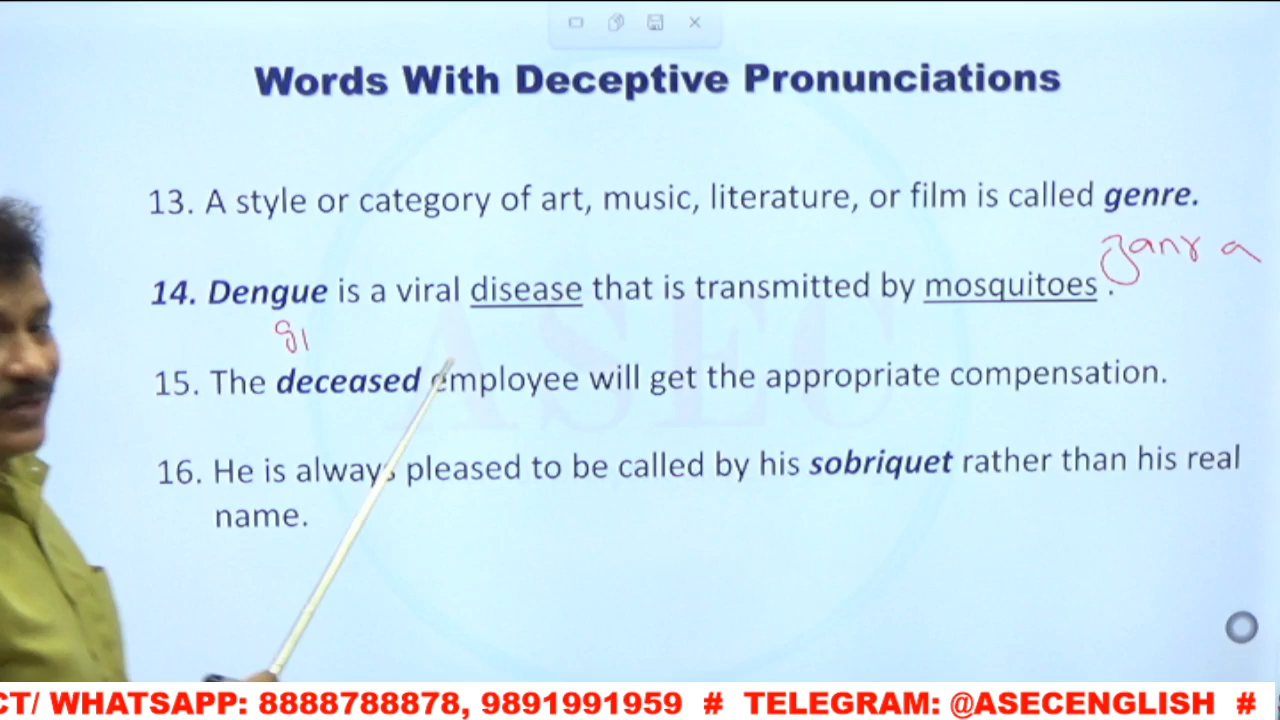 Words With Deceptive Pronunciations
13. A style or category of art, music, literature, or film is called genre.
Janr a
14. Dengue is a viral disease that is transmitted by mosquitoes .
gı
15. The deceased employee will get the appropriate compensation.
ASEC
16. He is always pleased to be called by his sobriquet rather than his real
name.
CT/ WHATSAPP: 8888788878, 9891991959 # TELEGRAM: @ASECENGLISH #